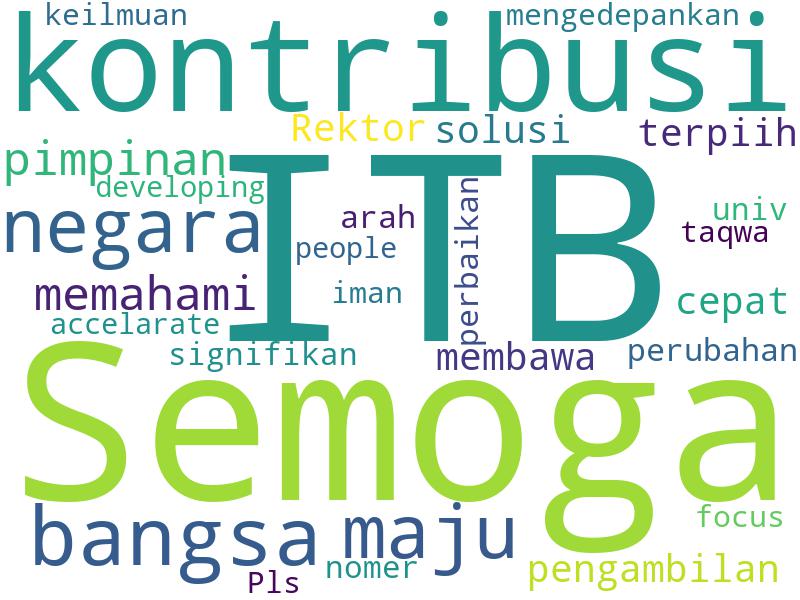 keilmuan mengedepankan
kontribusi
Rektor solusi terpiih
pimpinan
developing
ITB
negara
arah
perbaikan
univ
taqwa
people
memahami
iman
cepat
accelarate
signifikan
membawa
perubahan
Semoga
bangsa maju
focus
nomer
pengambilan
Pls